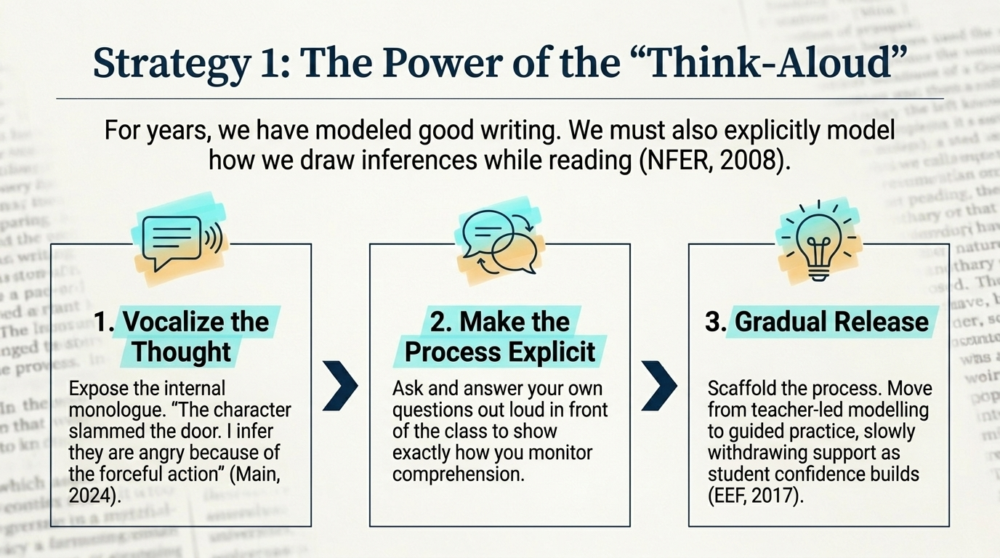 Strategy 1: The Power of the “Think-Aloud”
For years, we have modeled good writing. We must also explicitly model
how we draw inferences while reading (NFER, 2008).
1. Vocalize the
Thought
Expose the internal
monologue. “The character
slammed the door. I infer
they are angry because of
the forceful action” (Main,
2024).
2. Make the
Process Explicit
Ask and answer your own
questions out loud in front
of the class to show
exactly how you monitor
comprehension.
3. Gradual Release
Scaffold the process. Move
from teacher-led modelling
to guided practice, slowly
withdrawing support as
student confidence builds
(EEF, 2017).